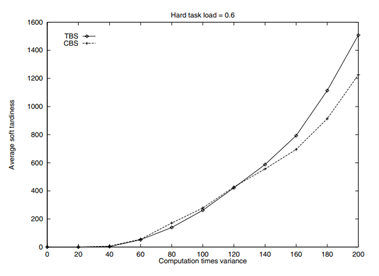 Hard task load = 0.6
1600
1400
1200
1000
800
600
400
200
0
Average soft tardiness
TBS
CBS
0 20 40 60 80 100 120 140 160 180 200
Computation times variance